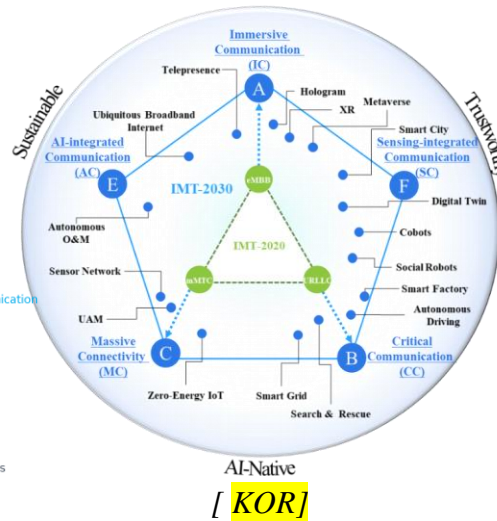 Immersive
Communication
(IC)
Telepresence
Hologram
XR
Metaverse
Smart City
Ubiquitous Broadband
Internet
Sustainable
Trustworthy
AI-integrated
Communication
(AC)
Sensing-integrated
Communication
(SC)
A
E
F
IMT-2030
eMBB
Digital Twin
Autonomous
O&M
IMT-2020
Cobots
Sensor Network
mMTC
URLLC
Social Robots
nication
Smart Factory
UAM
Autonomous
Driving
Massive
Connectivity
(MC)
C
B
Critical
Communication
(CC)
Zero-Energy IoT
Smart Grid
Search & Rescue
s
AI-Native
[ KOR]